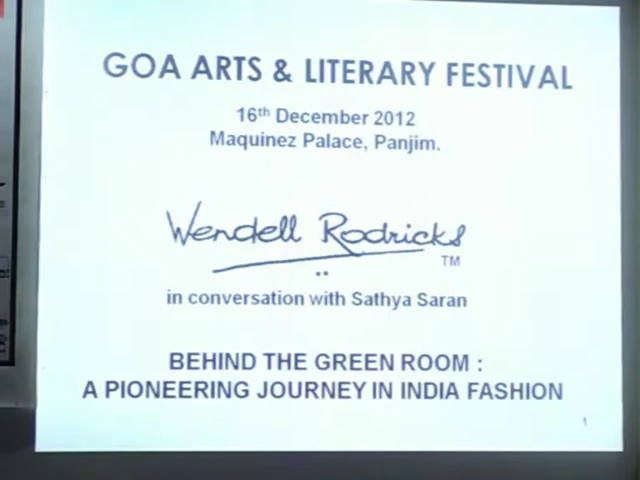 GOA ARTS & LITERARY FESTIVAL
16th December 2012
Maquinez Palace, Panjim.
Wendell Rodricks
TM
in conversation with Sathya Saran
BEHIND THE GREEN ROOM :
A PIONEERING JOURNEY IN INDIA FASHION
1